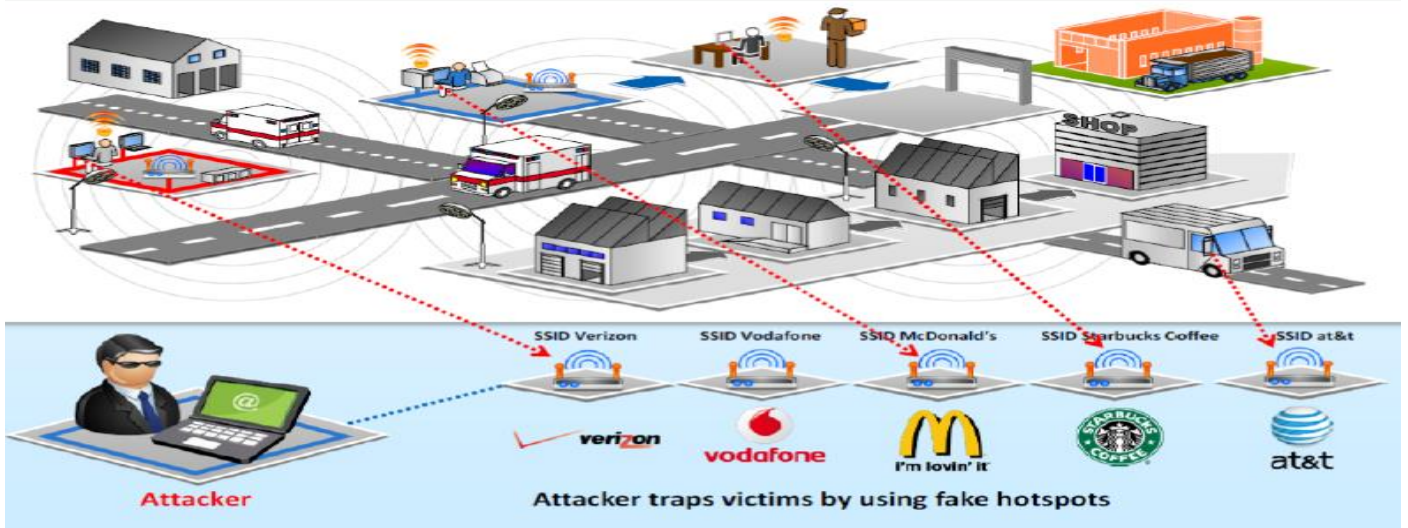 SHOP
SSID Verizon SSID Vodafone SSID McDonald's SSID Starbucks Coffee SSID at&t
@
verizon
vodafone
i'm lovin' it
STARBUCKS
COFFEE
at&t
Attacker
Attacker traps victims by using fake hotspots